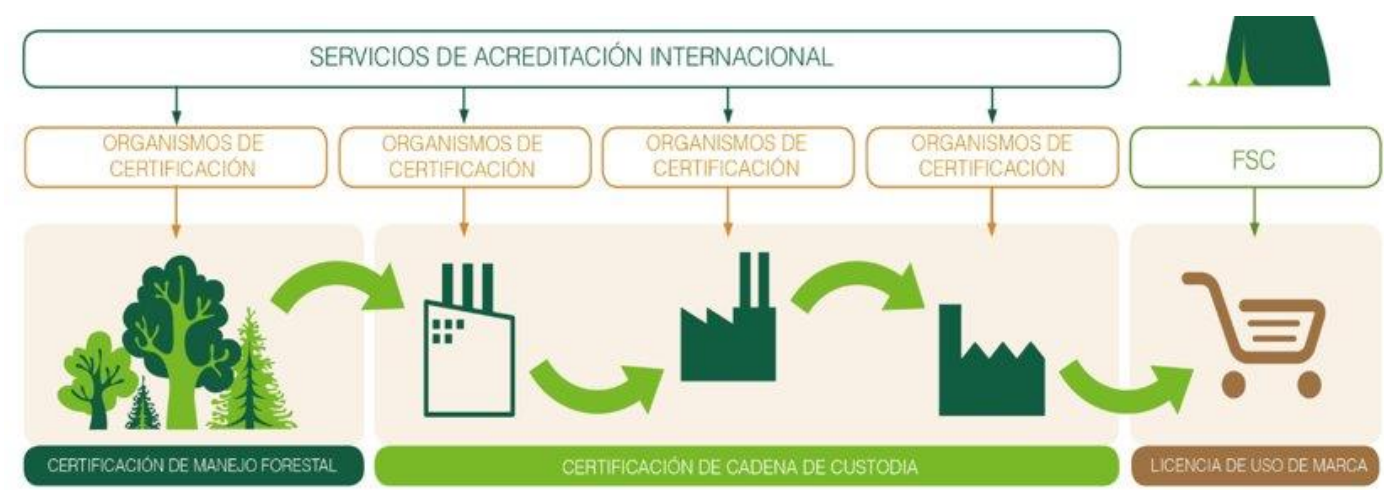 SERVICIOS DE ACREDITACIÓN INTERNACIONAL
ORGANISMOS DE
CERTIFICACIÓN
ORGANISMOS DE
CERTIFICACIÓN
ORGANISMOS DE
CERTIFICACIÓN
ORGANISMOS DE
CERTIFICACIÓN
FSC
CERTIFICACIÓN DE MANEJO FORESTAL
CERTIFICACIÓN DE CADENA DE CUSTODIA
LICENCIA DE USO DE MARCA